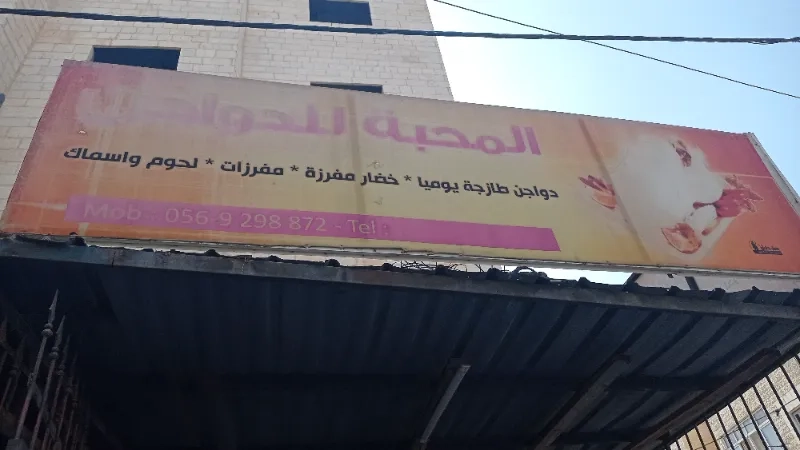 المحبة للدواجن
دواجن طازجة يوميا * خضار مفرزة * مفرزات * لحوم واسماك
Mob : 056 9 298 872 - Tel :